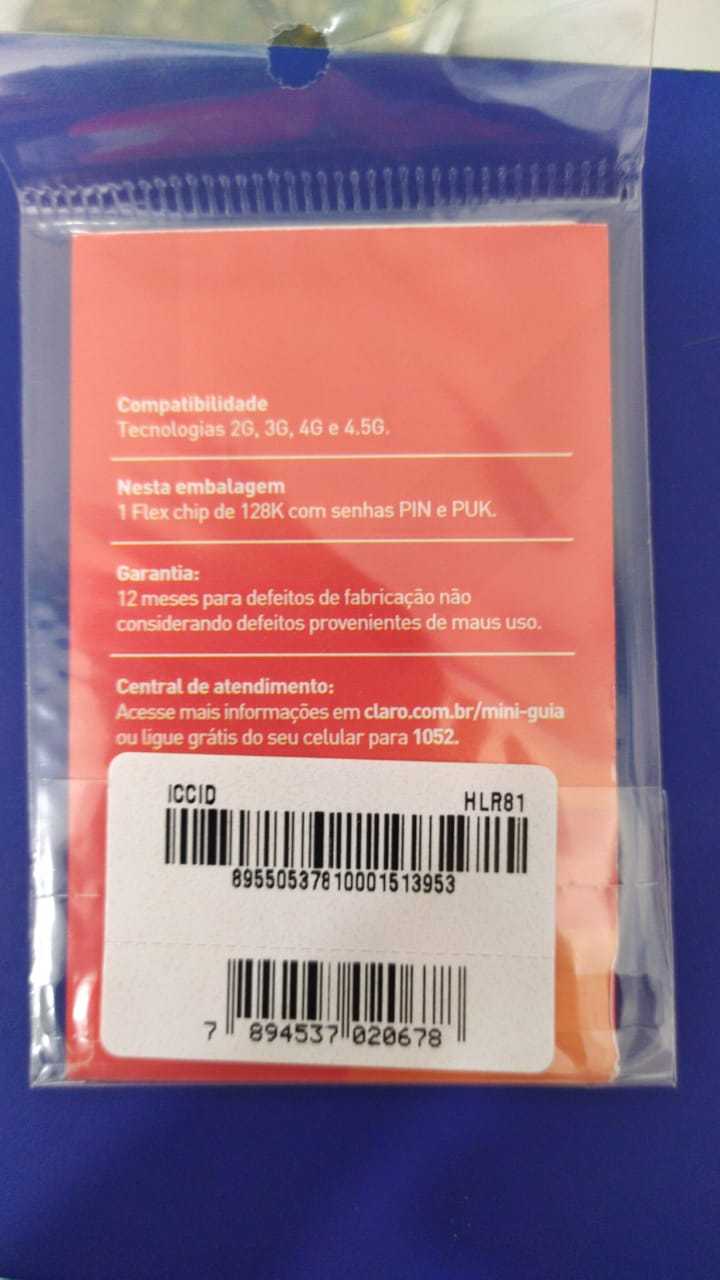 Compatibilidade
Tecnologias 2G, 3G, 4G e 4.5G.
Nesta embalagem
1 Flex chip de 128K com senhas PIN e PUK.
Garantia:
12 meses para defeitos de fabricação não
considerando defeitos provenientes de maus uso.
Central de atendimento:
Acesse mais informações em claro.com.br/mini-guia
ou ligue grátis do seu celular para 1052.
ICCID HLR81
89550537810001513953
7 894537 020678